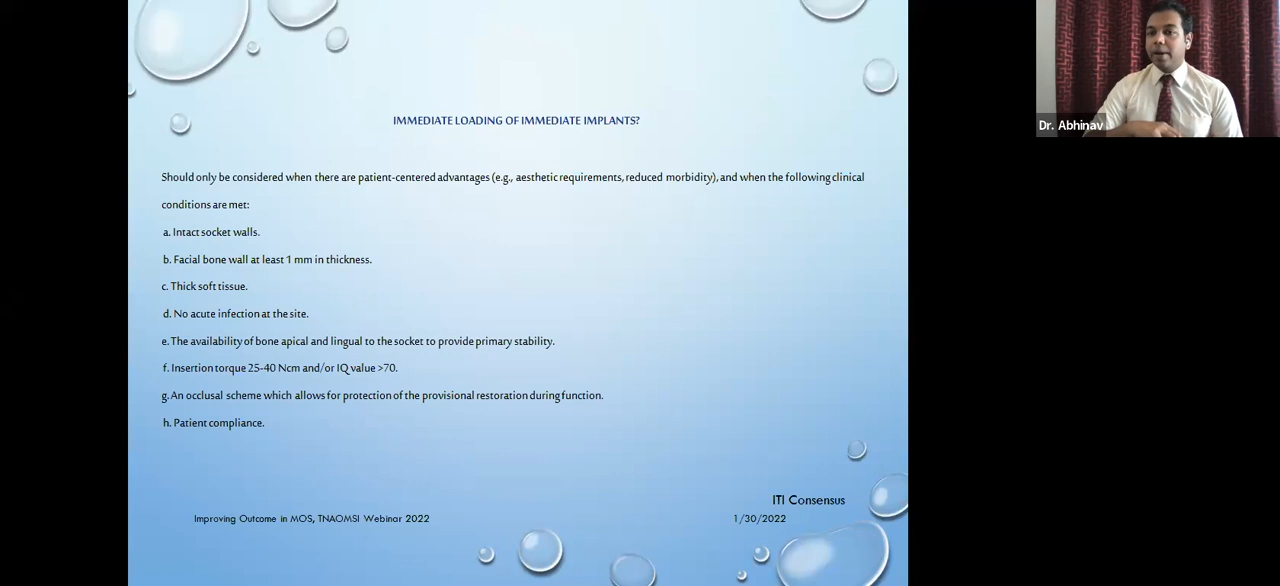 IMMEDIATE LOADING OF IMMEDIATE IMPLANTS?
Should only be considered when there are patient-centered advantages (e.g., aesthetic requirements, reduced morbidity), and when the following clinical
conditions are met:
a. Intact socket walls.
b. Facial bone wall at least 1 mm in thickness.
c. Thick soft tissue.
d. No acute infection at the site.
e. The availability of bone apical and lingual to the socket to provide primary stability.
f. Insertion torque 25-40 Ncm and/or IQ value >70.
g. An occlusal scheme which allows for protection of the provisional restoration during function.
h. Patient compliance.
ITI Consensus
Improving Outcome in MOS, TNAOMSI Webinar 2022
1/30/2022
Dr. Abhinav